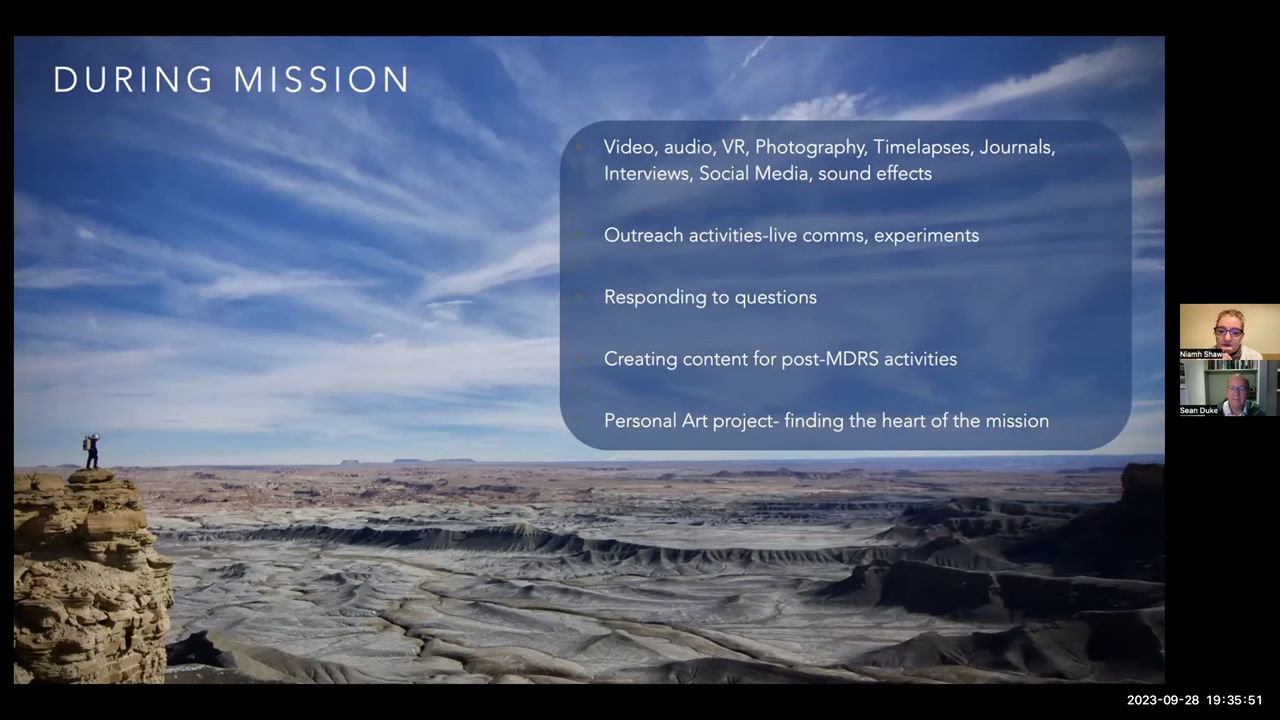 DURING MISSION
Video, audio, VR, Photography, Timelapses, Journals,
Interviews, Social Media, sound effects
Outreach activities-live comms, experiments
Responding to questions
Creating content for post-MDRS activities
Personal Art project- finding the heart of the mission
Niamh Shaw
Sean Duke
2023-09-28 19:35:51